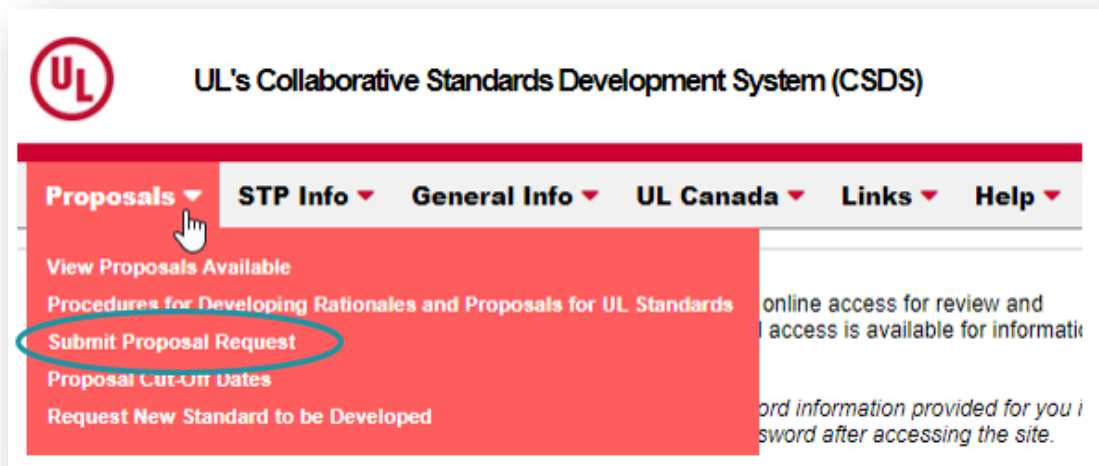 UL
UL's Collaborative Standards Development System (CSDS)
Proposals STP Info General Info UL Canada Links Help
View Proposals Available
Procedures for Developing Rationales and Proposals for UL Standards
online access for review and
Submit Proposal Request
access is available for informati
Proposal Cut-Off Dates
Request New Standard to be Developed
ord information provided for you i
sword after accessing the site.